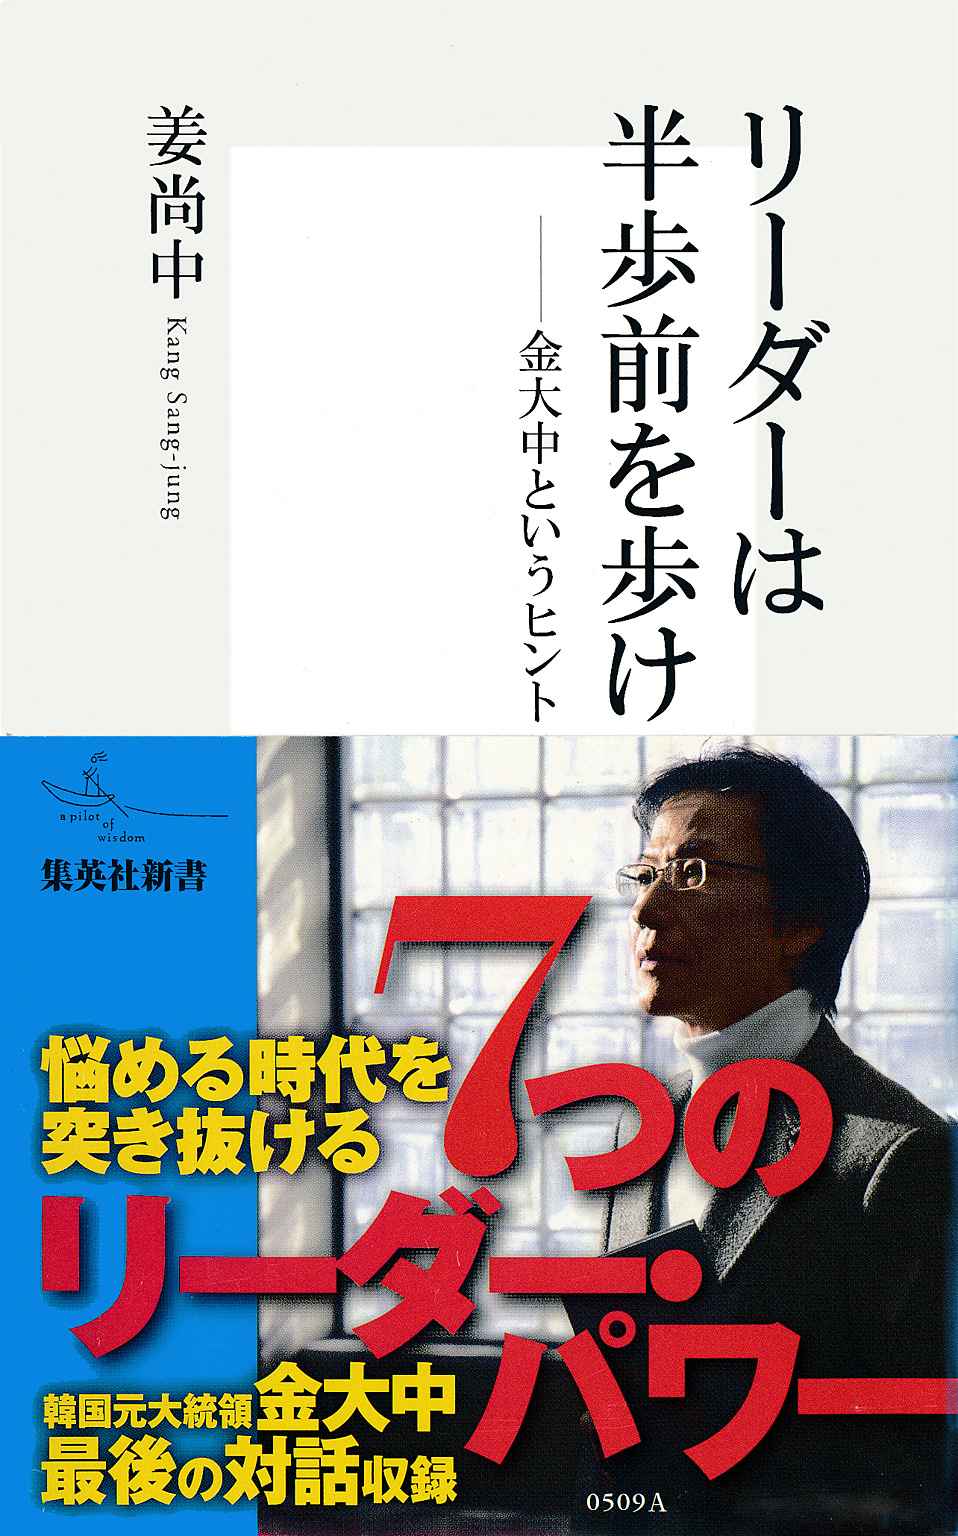 リーダーは
半歩前を歩け
――金大中というヒント
姜尚中
Kang Sang-jung
a pilot
of
wisdom
集英社新書
悩める時代を
突き抜ける
7つの
リーダー・
パワー
韓国元大統領金大中
最後の対話収録
0509A